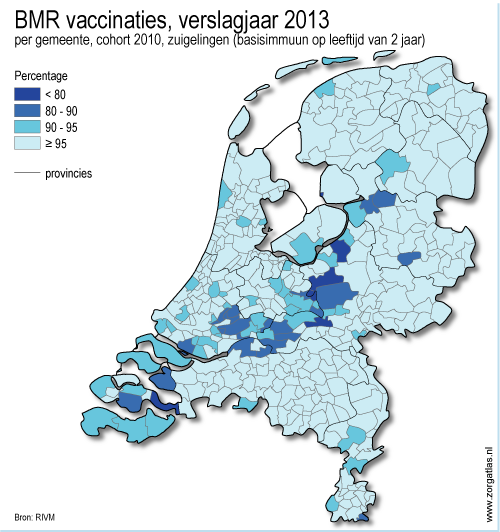 BMR vaccinaties, verslagjaar 2013
per gemeente, cohort 2010, zuigelingen (basisimmuun op leeftijd van 2 jaar)
Percentage
< 80
80 - 90
90 - 95
≥ 95
provincies
Bron: RIVM
www.zorgatlas.nl